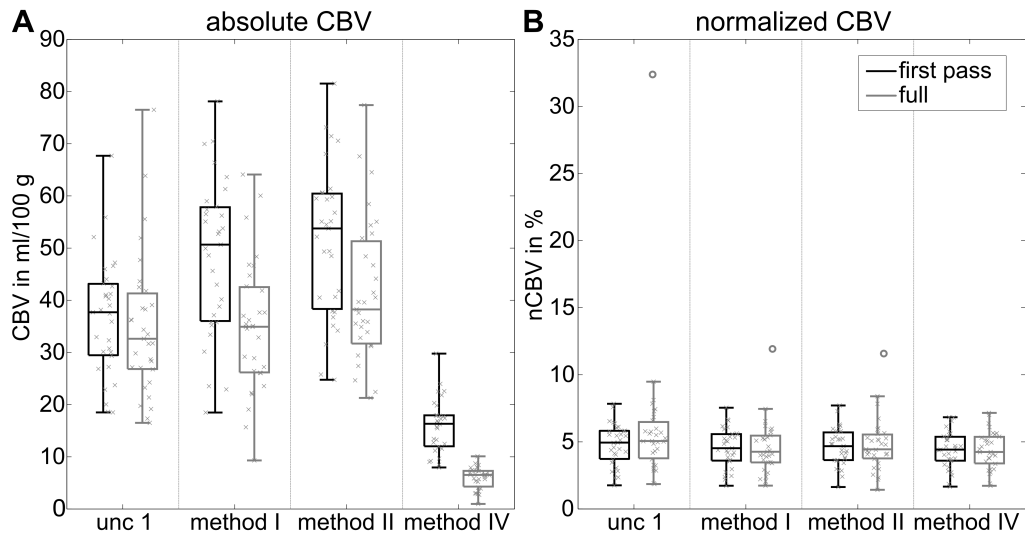 A absolute CBV
CBV in ml/100 g
90
80
70
60
50
40
30
20
10
0
unc 1 method I method II method IV
B normalized CBV
nCBV in %
35
30
25
20
15
10
5
0
first pass
full
unc 1 method I method II method IV